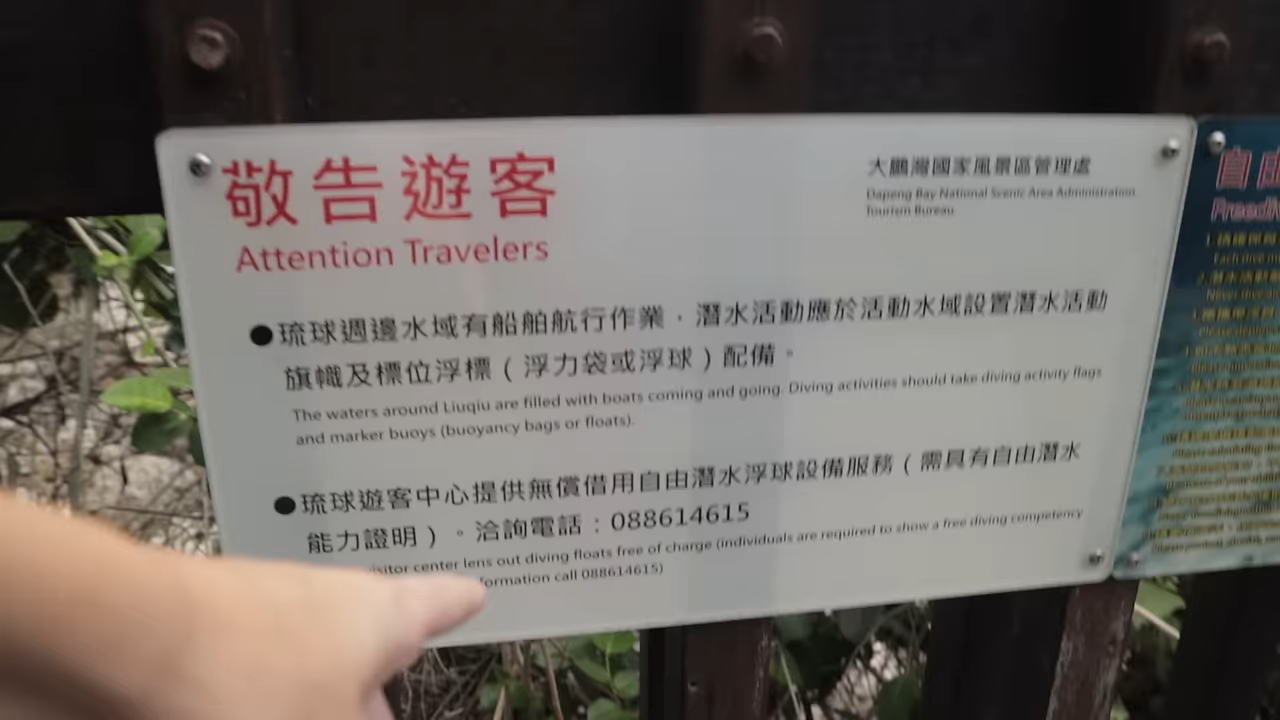 敬告遊客
Attention Travelers
大鵬灣國家風景區管理處
Dapeng Bay National Scenic Area Administration.
Tourism Bureau
●琉球週邊水域有船舶航行作業，潛水活動應於活動水域設置潛水活動
旗幟及標位浮標（浮力袋或浮球）配備。
The waters around Liuqiu are filled with boats coming and going. Diving activities should take diving activity flags
and marker buoys (buoyancy bags or floats).
●琉球遊客中心提供無償借用自由潛水浮球設備服務（需具有自由潛水
能力證明）。洽詢電話：088614615
visitor center lens out diving floats free of charge (individuals are required to show a free diving competency
formation call 088614615)
自由
Freedi
Each dive m